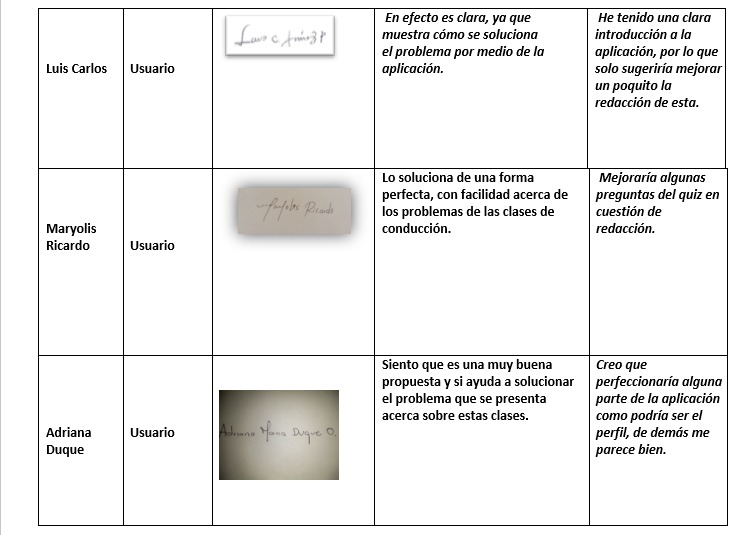 Luis Carlos
Usuario
Luis C
En efecto es clara, ya que
muestra cómo se soluciona
el problema por medio de la
aplicación.
He tenido una clara
introducción a la
aplicación, por lo que
solo sugeriría mejorar
un poquito la
redacción de esta.
Maryolis
Ricardo
Usuario
Maryolis Ricardo
Lo soluciona de una forma
perfecta, con facilidad acerca de
los problemas de las clases de
conducción.
Mejoraría algunas
preguntas del quiz en
cuestión de
redacción.
Adriana
Duque
Usuario
Adriana Maria Duque O.
Siento que es una muy buena
propuesta y si ayuda a solucionar
el problema que se presenta
acerca sobre estas clases.
Creo que
perfeccionaría alguna
parte de la aplicación
como podría ser el
perfil, de demás me
parece bien.